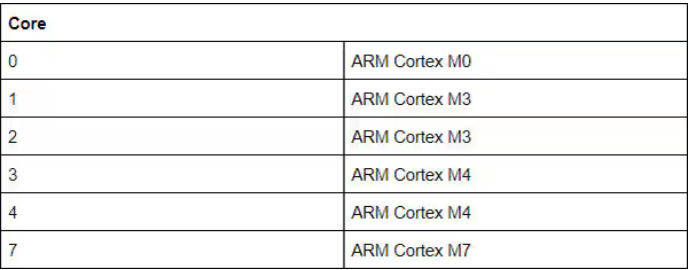 Core
0 ARM Cortex M0
1 ARM Cortex M3
2 ARM Cortex M3
3 ARM Cortex M4
4 ARM Cortex M4
7 ARM Cortex M7